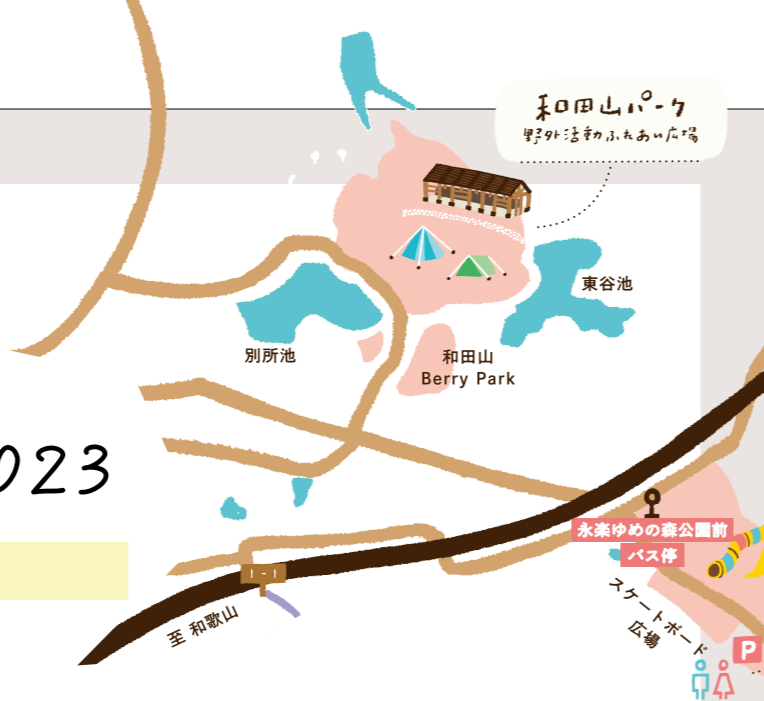 和田山パーク
野外活動ふれあい広場
東谷池
別所池
和田山
Berry Park
023
永楽ゆめの森公園前
バス停
スケートボード
広場
至 和歌山
P